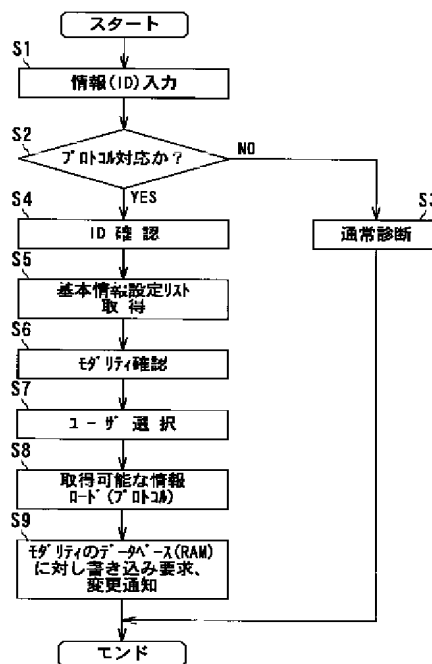 スタート
S1
情報(ID)入力
S2
プロトコル対応か?
NO
YES
S3
通常診断
S4
ID 確認
S5
基本情報設定リスト
取得
S6
モダリティ確認
S7
ユーザ 選択
S8
取得可能な情報
ロード(プロトコル)
S9
モダリティのデータベース(RAM)
に対し書き込み要求、
変更通知
エンド